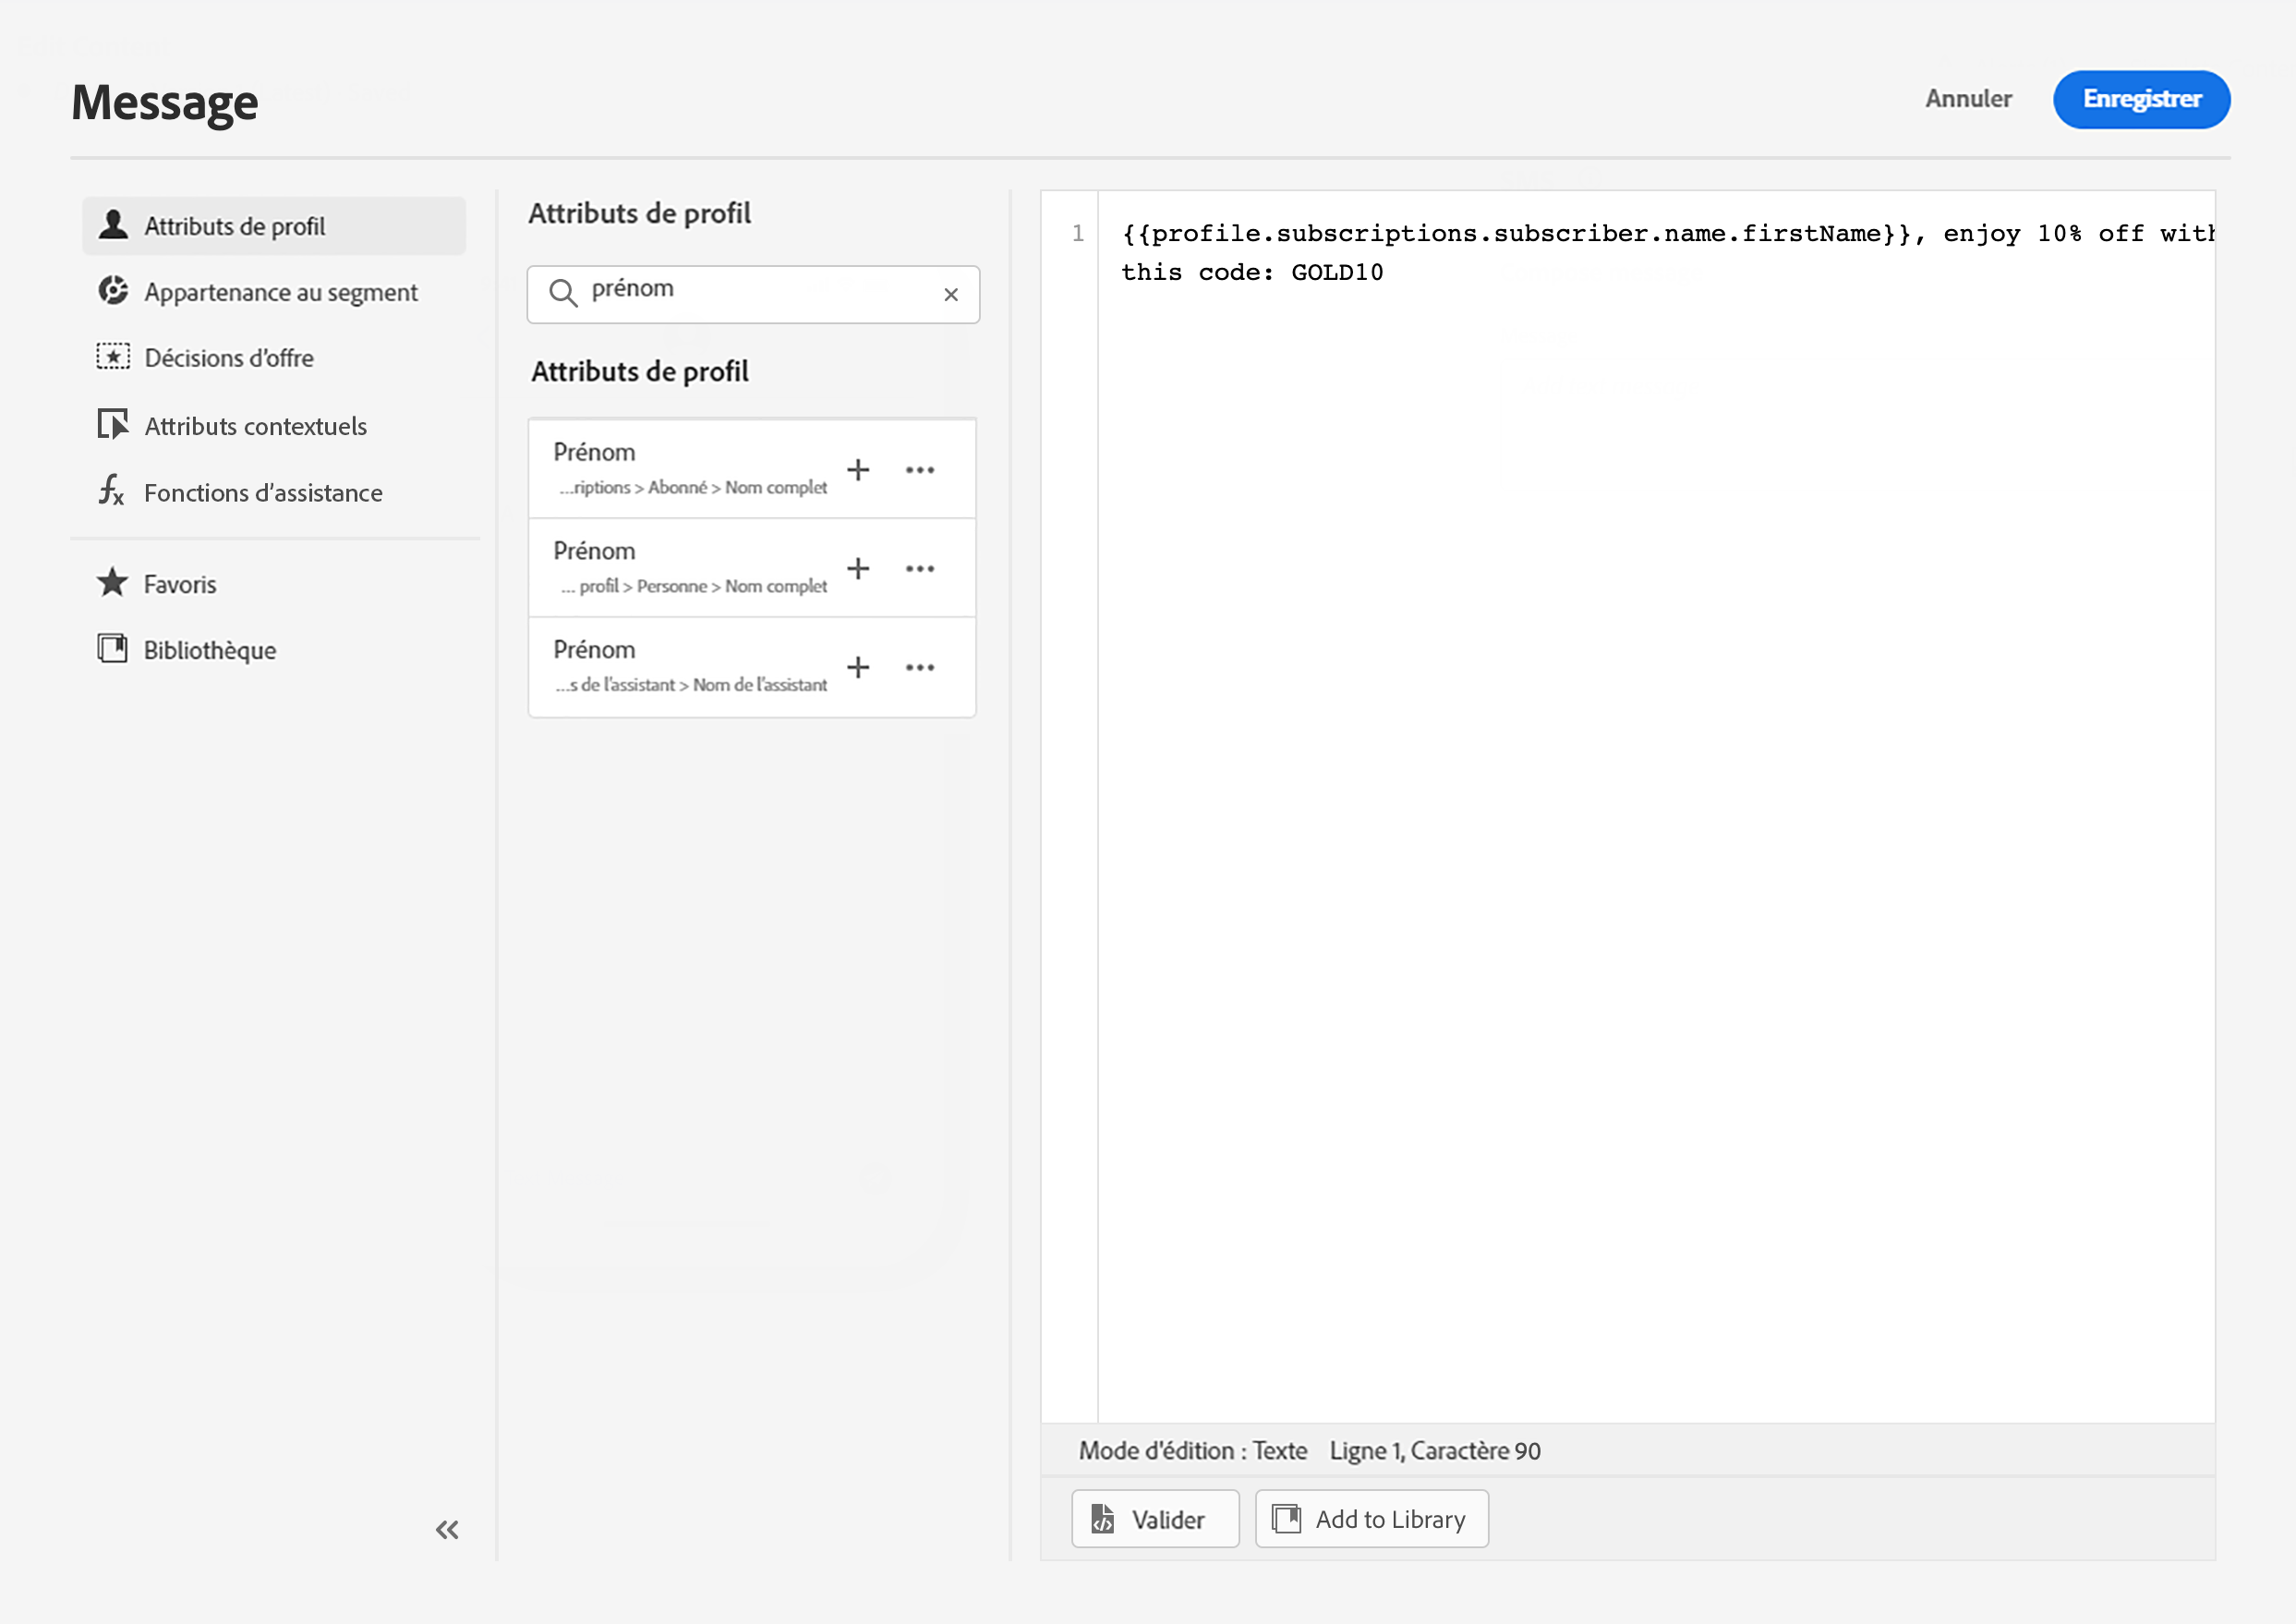 Message
Annuler
Enregistrer
Attributs de profil
Appartenance au segment
Décisions d'offre
Attributs contextuels
Fonctions d'assistance
Favoris
Bibliothèque
Attributs de profil
prénom
Attributs de profil
Prénom
...riptions > Abonné > Nom complet
Prénom
... profil > Personne > Nom complet
Prénom
...s de l'assistant > Nom de l'assistant
1
{{profile.subscriptions.subscriber.name.firstName}}, enjoy 10% off with
this code: GOLD10
Mode d'édition : Texte Ligne 1, Caractère 90
Valider
Add to Library